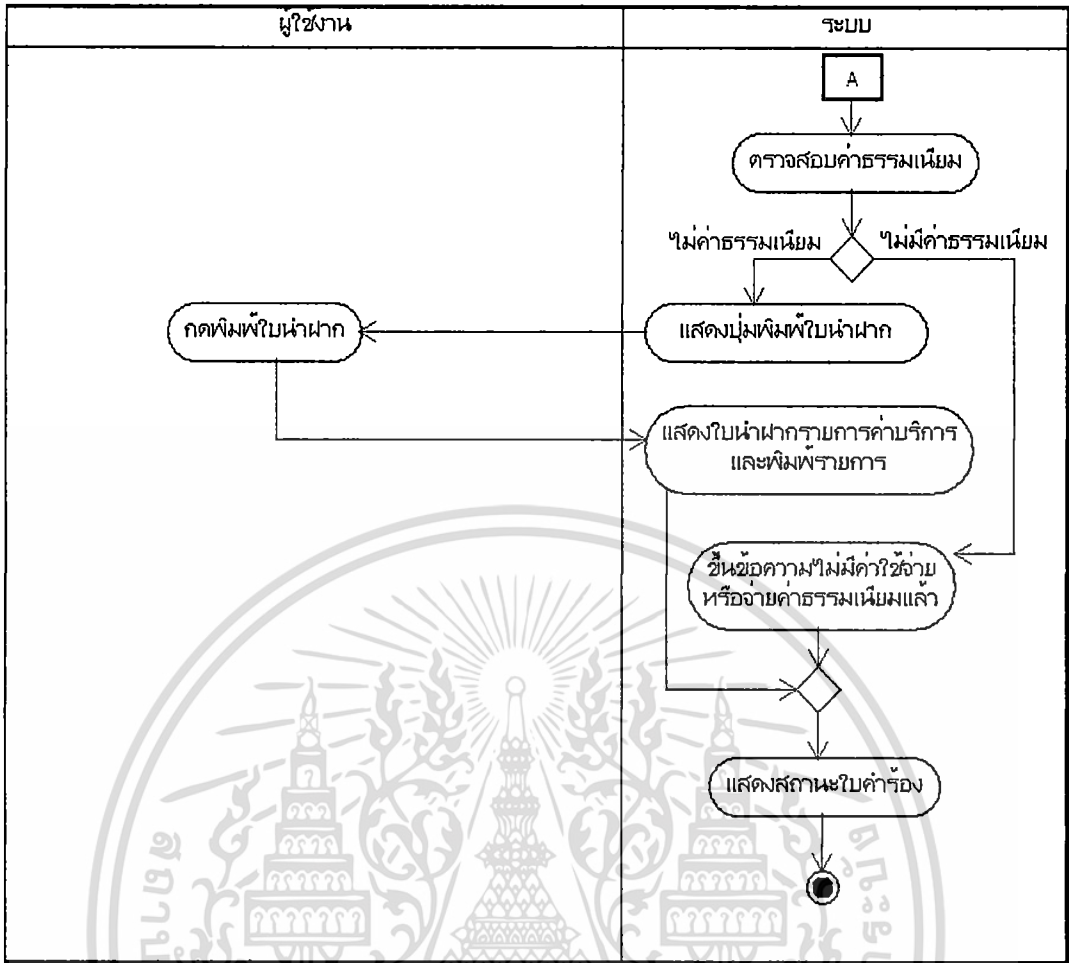 ผู้ใช้งาน
ระบบ
A
ตรวจสอบค่าธรรมเนียม
ไม่ค่าธรรมเนียม
ไม่มีค่าธรรมเนียม
กดพิมพ์ใบนำฝาก
แสดงปุ่มพิมพ์ใบนำฝาก
แสดงใบนำฝากรายการค่าบริการ
และพิมพ์รายการ
ขึ้นข้อความไม่มีค่าใช้จ่าย
หรือจ่ายค่าธรรมเนียมแล้ว
แสดงสถานะใบคำร้อง